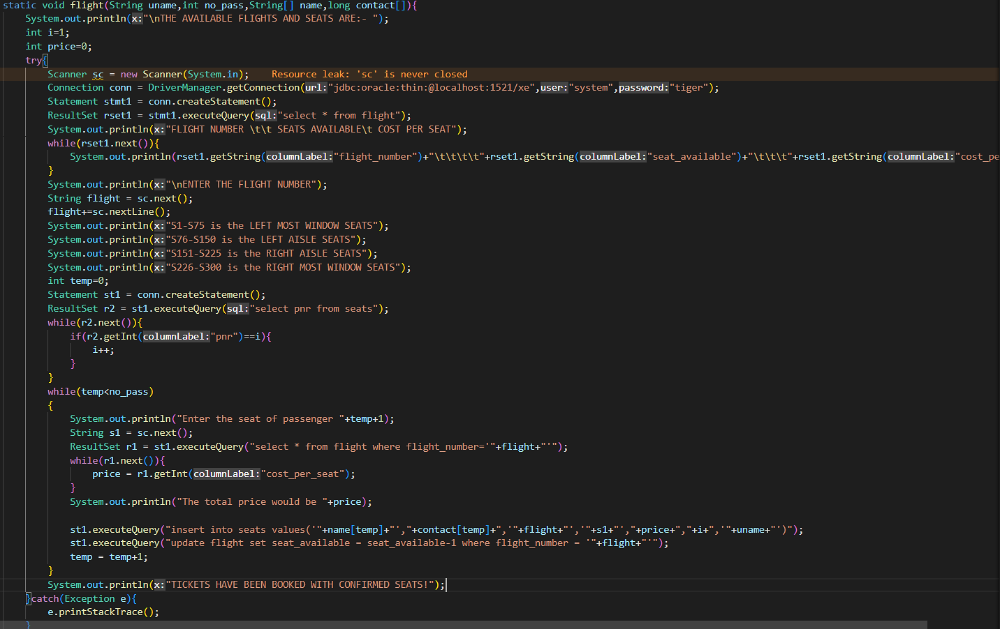 static void flight(String uname,int no_pass,String[] name,long contact[]){
System.out.println(x:"\nTHE AVAILABLE FLIGHTS AND SEATS ARE:- ");
int i=1;
int price=0;
try{
Scanner sc = new Scanner(System.in);    Resource leak: 'sc' is never closed
Connection conn = DriverManager.getConnection(url:"jdbc:oracle:thin:@localhost:1521/xe",user:"system",password:"tiger");
Statement stmt1 = conn.createStatement();
ResultSet rset1 = stmt1.executeQuery(sql:"select * from flight");
System.out.println(x:"FLIGHT NUMBER \t\t SEATS AVAILABLE\t COST PER SEAT");
while(rset1.next()){
System.out.println(rset1.getString(columnLabel:"flight_number")+"\t\t\t\t"+rset1.getString(columnLabel:"seat_available")+"\t\t\t"+rset1.getString(columnLabel:"cost_pe
}
System.out.println(x:"\nENTER THE FLIGHT NUMBER");
String flight = sc.next();
flight+=sc.nextLine();
System.out.println(x:"S1-S75 is the LEFT MOST WINDOW SEATS");
System.out.println(x:"S76-S150 is the LEFT AISLE SEATS");
System.out.println(x:"S151-S225 is the RIGHT AISLE SEATS");
System.out.println(x:"S226-S300 is the RIGHT MOST WINDOW SEATS");
int temp=0;
Statement st1 = conn.createStatement();
ResultSet r2 = st1.executeQuery(sql:"select pnr from seats");
while(r2.next()){
if(r2.getInt(columnLabel:"pnr")==i){
i++;
}
}
while(temp<no_pass)
{
System.out.println("Enter the seat of passenger "+temp+1);
String s1 = sc.next();
ResultSet r1 = st1.executeQuery("select * from flight where flight_number='"+flight+"'");
while(r1.next()){
price = r1.getInt(columnLabel:"cost_per_seat");
}
System.out.println("The total price would be "+price);
st1.executeQuery("insert into seats values('"+name[temp]+"',"+contact[temp]+",'"+flight+"','"+s1+"',"+price+","+i+",'"+uname+"')");
st1.executeQuery("update flight set seat_available = seat_available-1 where flight_number = '"+flight+"'");
temp = temp+1;
}
System.out.println(x:"TICKETS HAVE BEEN BOOKED WITH CONFIRMED SEATS!");
}catch(Exception e){
e.printStackTrace();
}